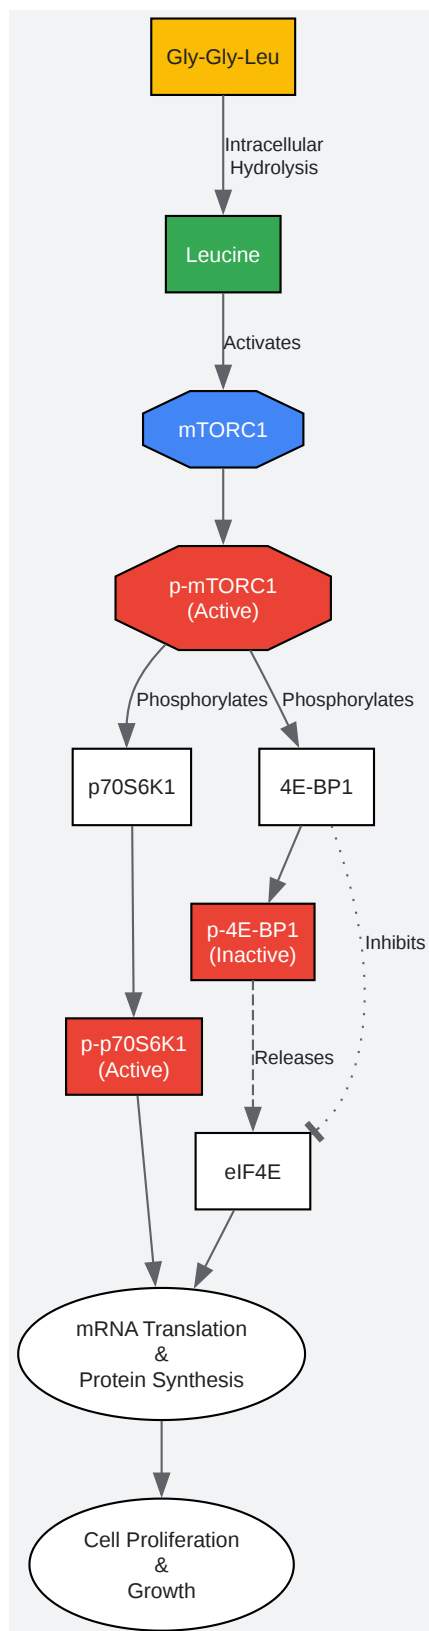 Gly-Gly-Leu
Intracellular
Hydrolysis
Leucine
Activates
mTORC1
p-mTORC1
(Active)
Phosphorylates
Phosphorylates
p70S6K1
4E-BP1
p-4E-BP1
(Inactive)
Inhibits
p-p70S6K1
(Active)
Releases
eIF4E
mRNA Translation
&
Protein Synthesis
Cell Proliferation
&
Growth